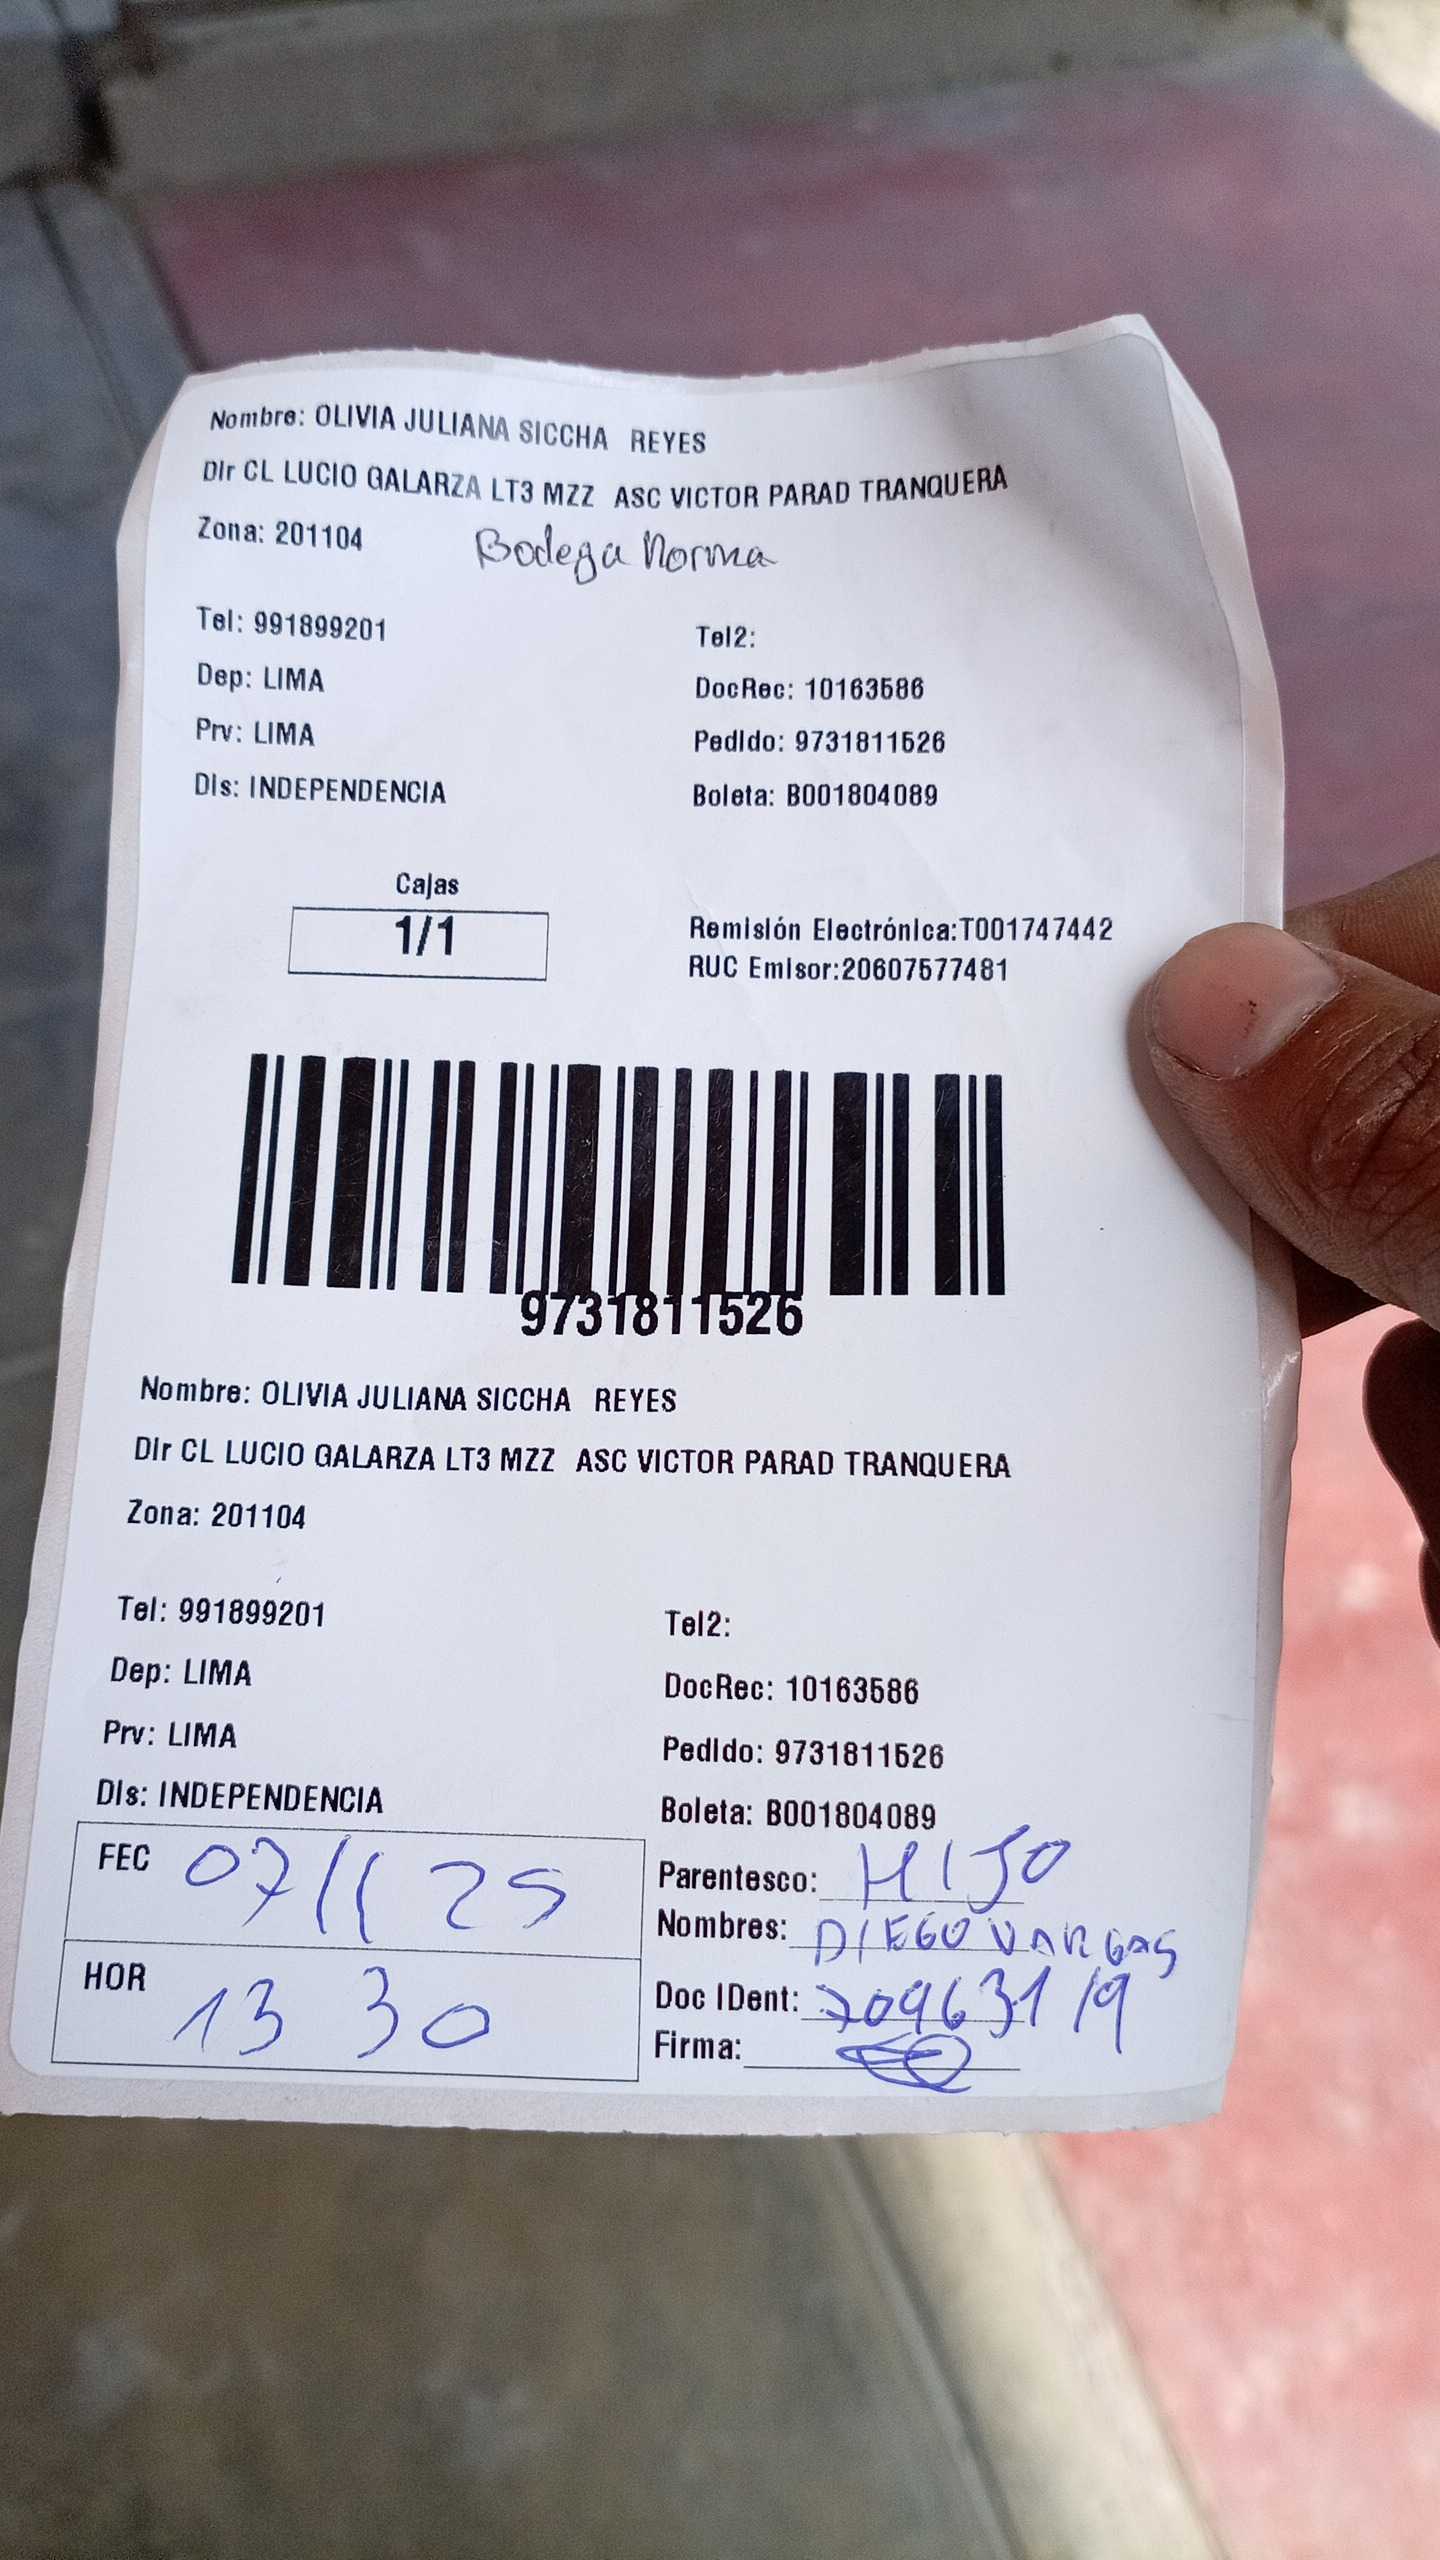 Nombre: OLIVIA JULIANA SICCHA REYES
Dir CL LUCIO GALARZA LT3 MZZ ASC VICTOR PARAD TRANQUERA
Zona: 201104 Bodega Norma
Tel: 991899201 Tel2:
Dep: LIMA DocRec: 10163586
Prv: LIMA Pedido: 9731811526
Dis: INDEPENDENCIA Boleta: B001804089
Cajas
1/1 Remisión Electrónica:T001747442
RUC Emisor:20607577481
9731811526
Nombre: OLIVIA JULIANA SICCHA REYES
Dir CL LUCIO GALARZA LT3 MZZ ASC VICTOR PARAD TRANQUERA
Zona: 201104
Tel: 991899201 Tel2:
Dep: LIMA DocRec: 10163586
Prv: LIMA Pedido: 9731811526
Dis: INDEPENDENCIA Boleta: B001804089
FEC 07/11 25 Parentesco: HIJO
Nombres: DIEGO VARGAS
HOR 13 30 Doc IDent: 70963119
Firma: